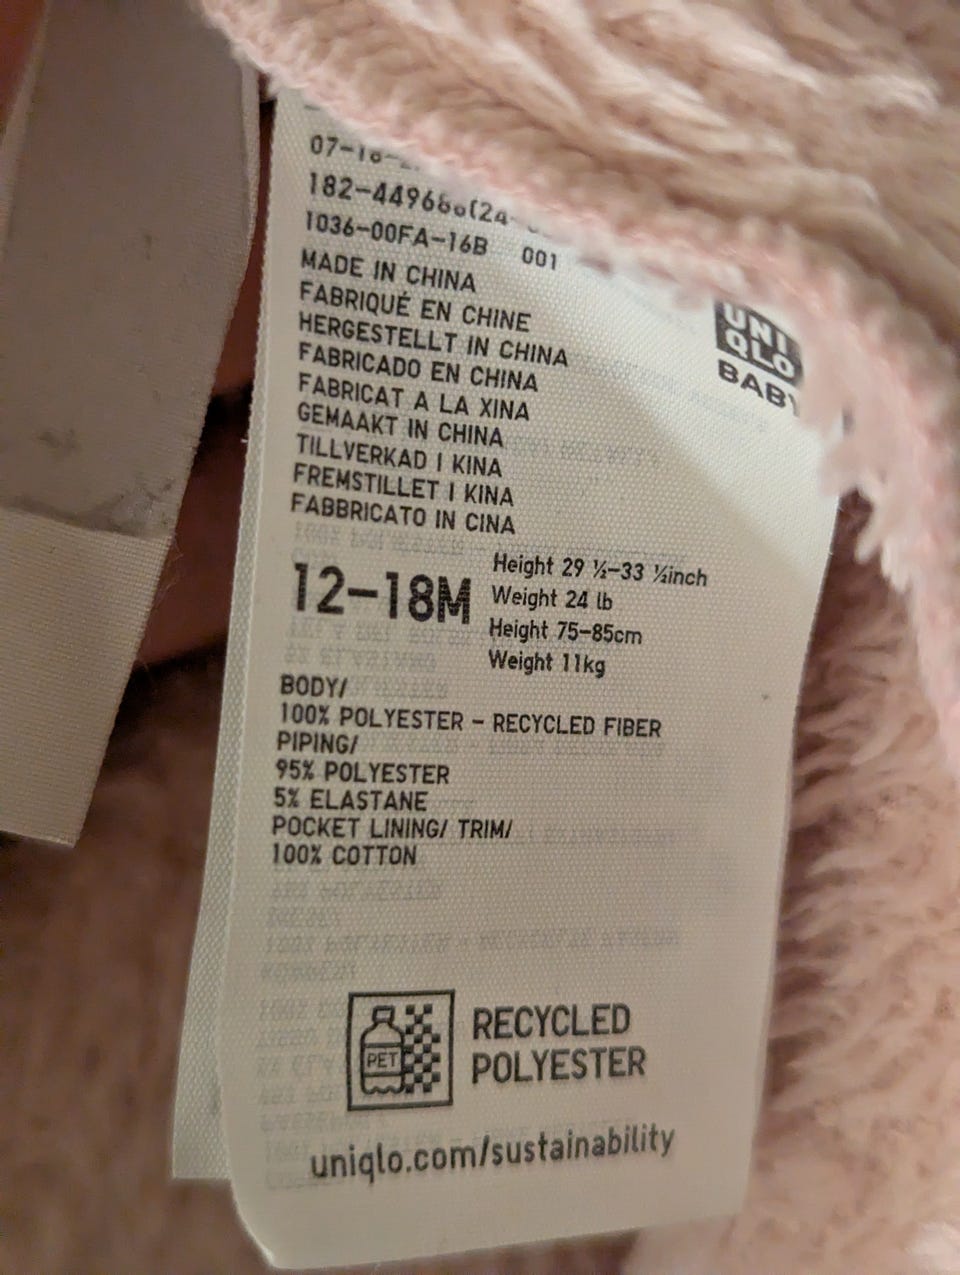 1036-00FA-16B 001
MADE IN CHINA
FABRIQUÉ EN CHINE
HERGESTELLT IN CHINA
FABRICADO EN CHINA
FABRICAT A LA XINA
GEMAAKT IN CHINA
TILLVERKAD I KINA
FREMSTILLET I KINA
FABBRICATO IN CINA
UNI
QLO
BABY
12-18M
Height 29 ½-33 ½inch
Weight 24 lb
Height 75-85cm
Weight 11kg
BODY/
100% POLYESTER - RECYCLED FIBER
PIPING/
95% POLYESTER
5% ELASTANE
POCKET LINING/ TRIM/
100% COTTON
PET
RECYCLED
POLYESTER
uniqlo.com/sustainability